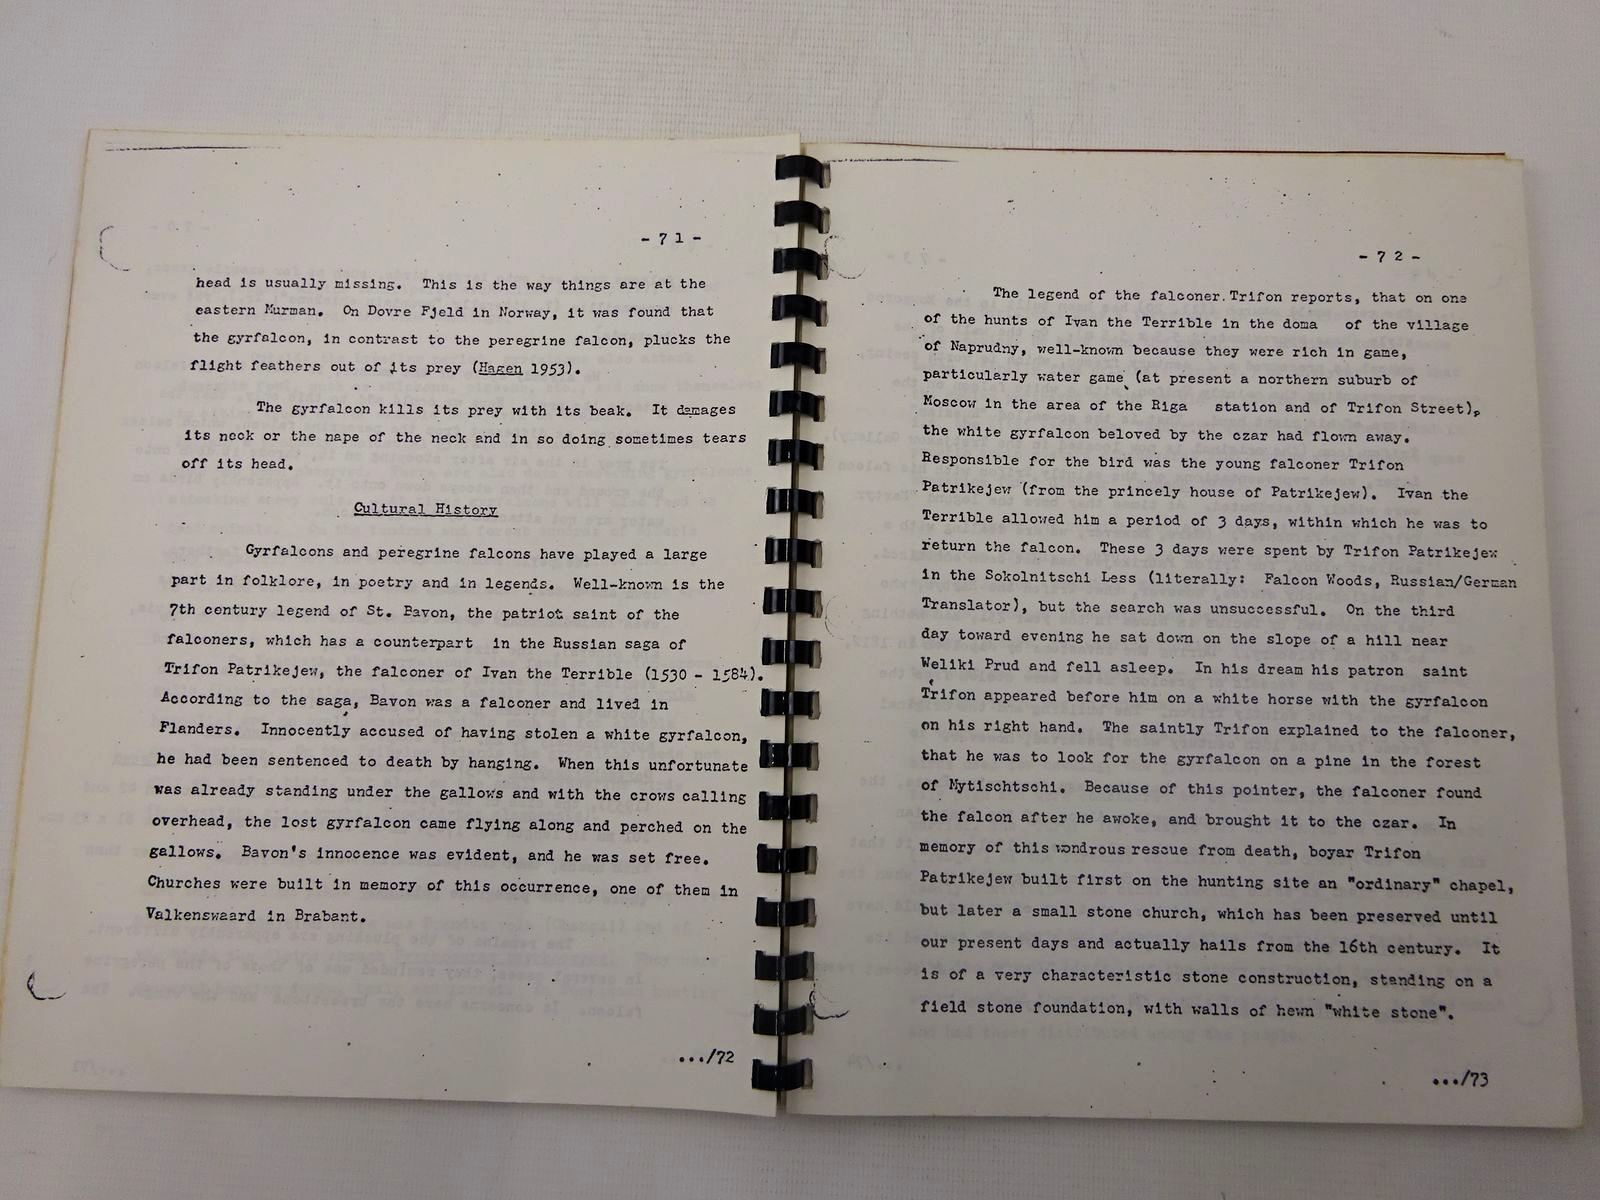 - 7 1 -
head is usually missing. This is the way things are at the
eastern Murman. On Dovre Fjeld in Norway, it was found that
the gyrfalcon, in contrast to the peregrine falcon, plucks the
flight feathers out of its prey (Hagen 1953).
The gyrfalcon kills its prey with its beak. It damages
its neck or the nape of the neck and in so doing sometimes tears
off its head.
Cultural History
Gyrfalcons and peregrine falcons have played a large
part in folklore, in poetry and in legends. Well-known is the
7th century legend of St. Bavon, the patriot saint of the
falconers, which has a counterpart in the Russian saga of
Trifon Patrikejew, the falconer of Ivan the Terrible (1530 - 1584).
According to the saga, Bavon was a falconer and lived in
Flanders. Innocently accused of having stolen a white gyrfalcon,
he had been sentenced to death by hanging. When this unfortunate
was already standing under the gallows and with the crows calling
overhead, the lost gyrfalcon came flying along and perched on the
gallows. Bavon's innocence was evident, and he was set free.
Churches were built in memory of this occurrence, one of them in
Valkenswaard in Brabant.
.../72
- 7 2 -
The legend of the falconer Trifon reports, that on one
of the hunts of Ivan the Terrible in the doma of the village
of Naprudny, well-known because they were rich in game,
particularly water game (at present a northern suburb of
Moscow in the area of the Riga station and of Trifon Street),
the white gyrfalcon beloved by the czar had flown away.
Responsible for the bird was the young falconer Trifon
Patrikejew (from the princely house of Patrikejew). Ivan the
Terrible allowed him a period of 3 days, within which he was to
return the falcon. These 3 days were spent by Trifon Patrikejew
in the Sokolnitschi Less (literally: Falcon Woods, Russian/German
Translator), but the search was unsuccessful. On the third
day toward evening he sat down on the slope of a hill near
Weliki Prud and fell asleep. In his dream his patron saint
Trifon appeared before him on a white horse with the gyrfalcon
on his right hand. The saintly Trifon explained to the falconer,
that he was to look for the gyrfalcon on a pine in the forest
of Mytischtschi. Because of this pointer, the falconer found
the falcon after he awoke, and brought it to the czar. In
memory of this wondrous rescue from death, boyar Trifon
Patrikejew built first on the hunting site an "ordinary" chapel,
but later a small stone church, which has been preserved until
our present days and actually hails from the 16th century. It
is of a very characteristic stone construction, standing on a
field stone foundation, with walls of hewn "white stone".
.../73